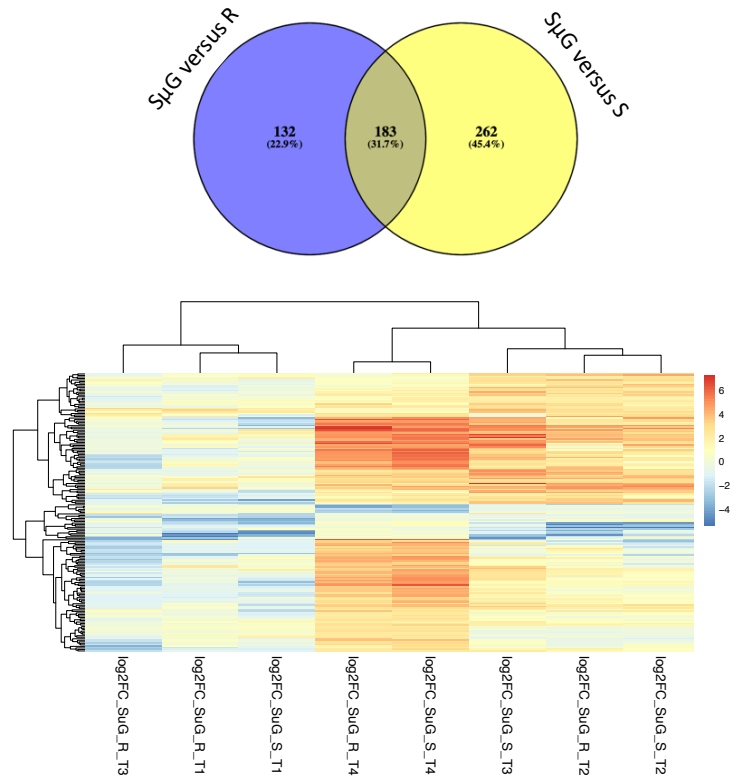 SµG versus R
SµG versus S
132
(22.9%)
183
(31.7%)
262
(45.4%)
6
4
2
0
−2
−4
log2FC_SuG_R_T3
log2FC_SuG_R_T1
log2FC_SuG_S_T1
log2FC_SuG_R_T4
log2FC_SuG_S_T4
log2FC_SuG_S_T3
log2FC_SuG_R_T2
log2FC_SuG_S_T2